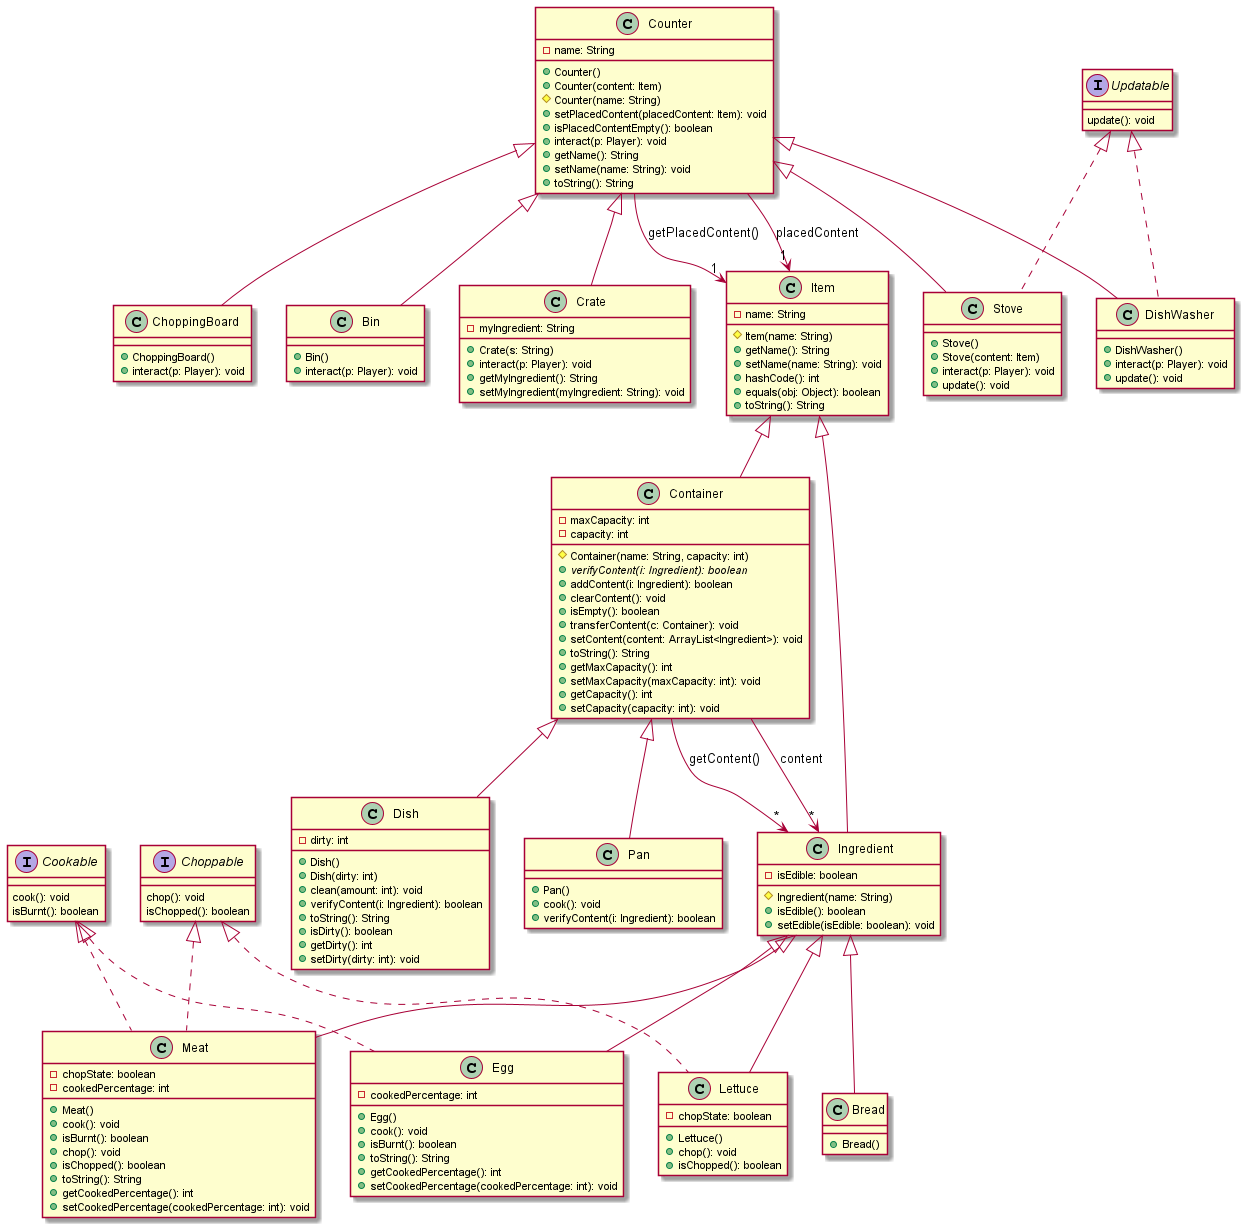 C Counter
name: String
Counter()
Counter(content: Item)
Counter(name: String)
setPlacedContent(placedContent: Item): void
isPlacedContentEmpty(): boolean
interact(p: Player): void
getName(): String
setName(name: String): void
toString(): String
I Updatable
update(): void
getPlacedContent()
placedContent
1
1
C ChoppingBoard
ChoppingBoard()
interact(p: Player): void
C Bin
Bin()
interact(p: Player): void
C Crate
myIngredient: String
Crate(s: String)
interact(p: Player): void
getMyIngredient(): String
setMyIngredient(myIngredient: String): void
C Item
name: String
Item(name: String)
getName(): String
setName(name: String): void
hashCode(): int
equals(obj: Object): boolean
toString(): String
C Stove
Stove()
Stove(content: Item)
interact(p: Player): void
update(): void
C DishWasher
DishWasher()
interact(p: Player): void
update(): void
C Container
maxCapacity: int
capacity: int
Container(name: String, capacity: int)
verifyContent(i: Ingredient): boolean
addContent(i: Ingredient): boolean
clearContent(): void
isEmpty(): boolean
transferContent(c: Container): void
setContent(content: ArrayList<Ingredient>): void
toString(): String
getMaxCapacity(): int
setMaxCapacity(maxCapacity: int): void
getCapacity(): int
setCapacity(capacity: int): void
getContent()
content
*
*
I Cookable
cook(): void
isBurnt(): boolean
I Choppable
chop(): void
isChopped(): boolean
C Dish
dirty: int
Dish()
Dish(dirty: int)
clean(amount: int): void
verifyContent(i: Ingredient): boolean
toString(): String
isDirty(): boolean
getDirty(): int
setDirty(dirty: int): void
C Pan
Pan()
cook(): void
verifyContent(i: Ingredient): boolean
C Ingredient
isEdible: boolean
Ingredient(name: String)
isEdible(): boolean
setEdible(isEdible: boolean): void
C Meat
chopState: boolean
cookedPercentage: int
Meat()
cook(): void
isBurnt(): boolean
chop(): void
isChopped(): boolean
toString(): String
getCookedPercentage(): int
setCookedPercentage(cookedPercentage: int): void
C Egg
cookedPercentage: int
Egg()
cook(): void
isBurnt(): boolean
toString(): String
getCookedPercentage(): int
setCookedPercentage(cookedPercentage: int): void
C Lettuce
chopState: boolean
Lettuce()
chop(): void
isChopped(): boolean
C Bread
Bread()